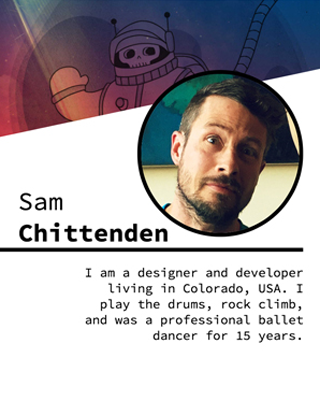 Sam
Chittenden
I am a designer and developer
living in Colorado, USA. I
play the drums, rock climb,
and was a professional ballet
dancer for 15 years.